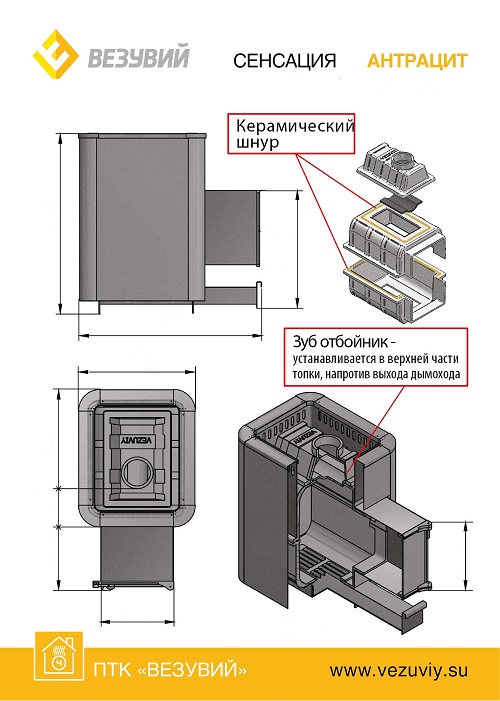 ВЕЗУВИЙ
СЕНСАЦИЯ АНТРАЦИТ
Керамический
шнур
Зуб отбойник -
устанавливается в верхней части
топки, напротив выхода дымохода
VEZUVIY
ПТК «ВЕЗУВИЙ»
www.vezuviy.su